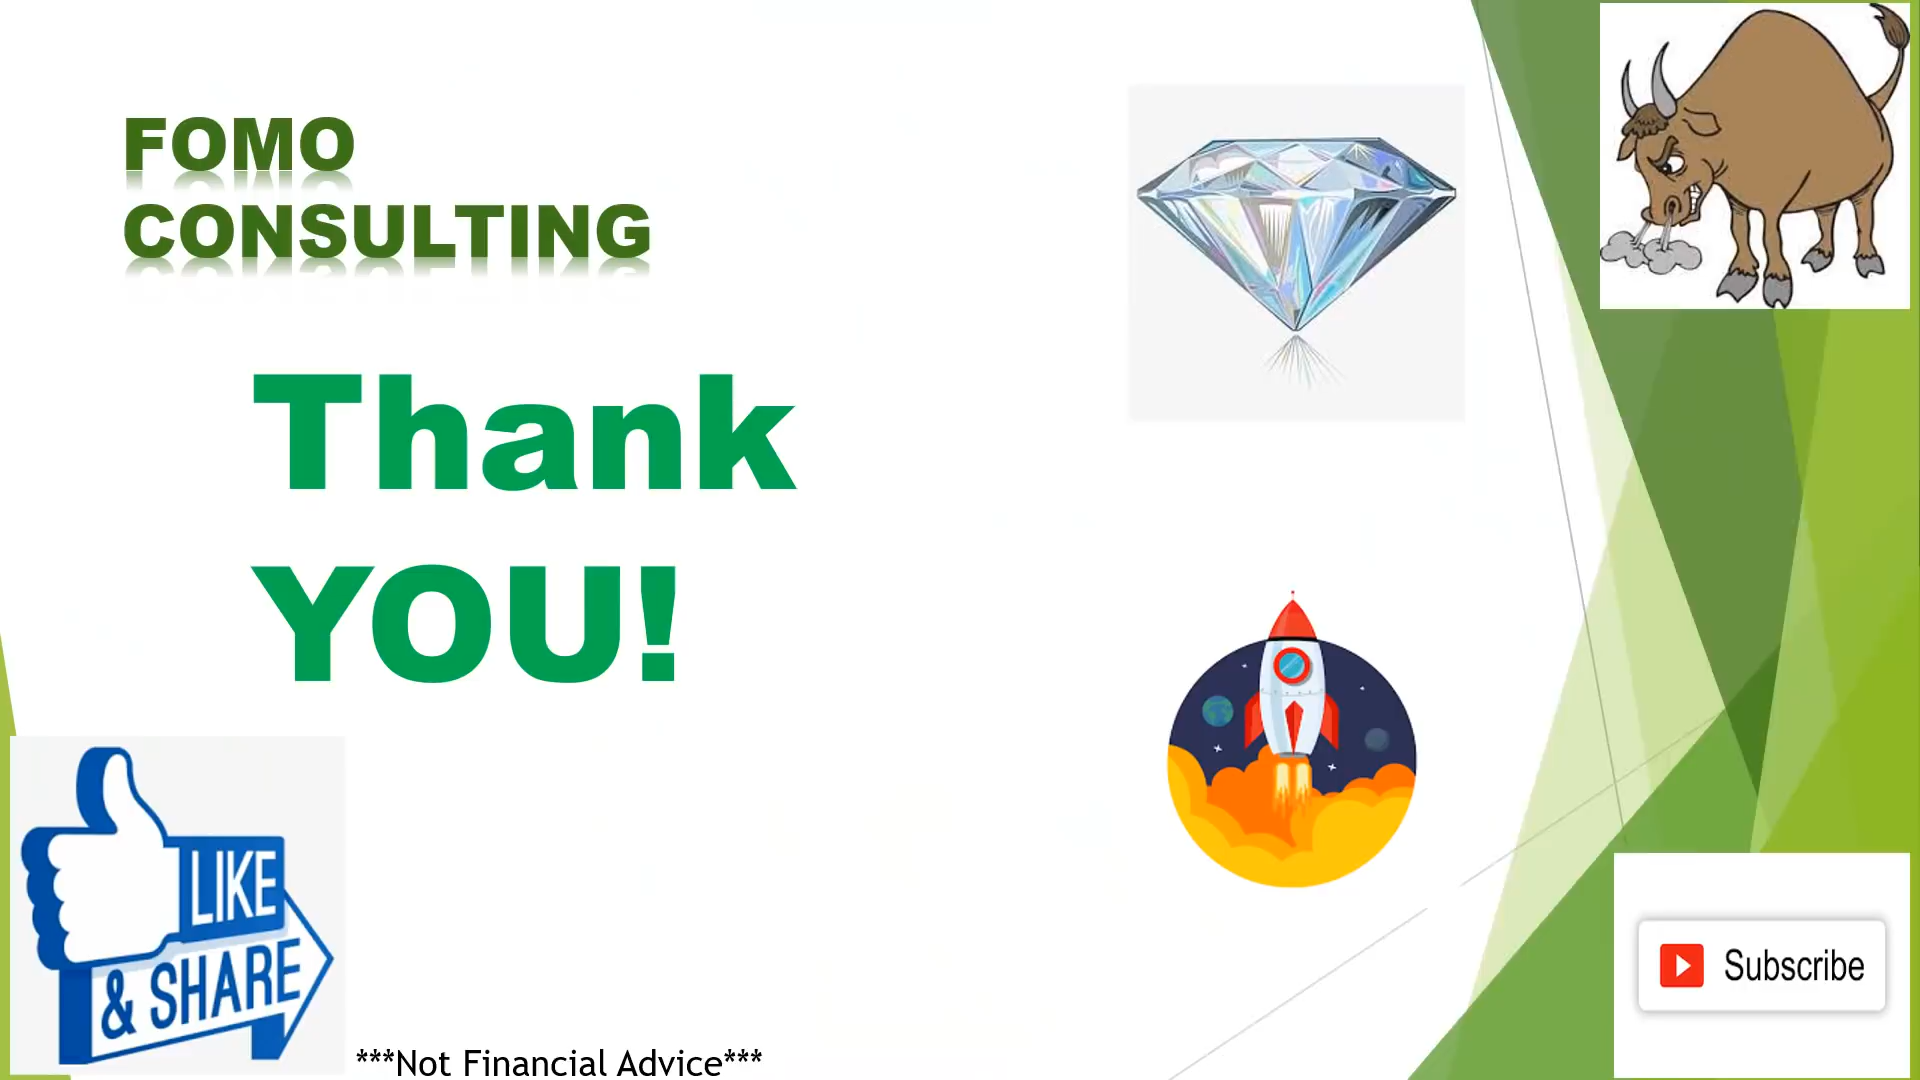 FOMO
CONSULTING
Thank
YOU!
LIKE
& SHARE
***Not Financial Advice***
Subscribe